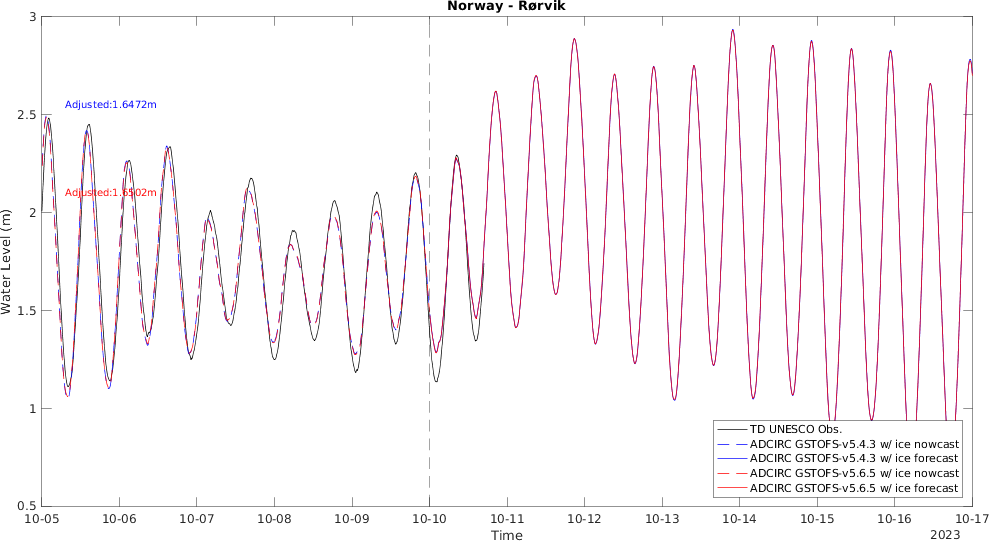 Norway - Rørvik
3
2.5
2
1.5
1
0.5
Water Level (m)
Adjusted:1.6472m
Adjusted:1.6502m
TD UNESCO Obs.
ADCIRC GSTOFS-v5.4.3 w/ ice nowcast
ADCIRC GSTOFS-v5.4.3 w/ ice forecast
ADCIRC GSTOFS-v5.6.5 w/ ice nowcast
ADCIRC GSTOFS-v5.6.5 w/ ice forecast
10-05 10-06 10-07 10-08 10-09 10-10 10-11 10-12 10-13 10-14 10-15 10-16 10-17
Time
2023